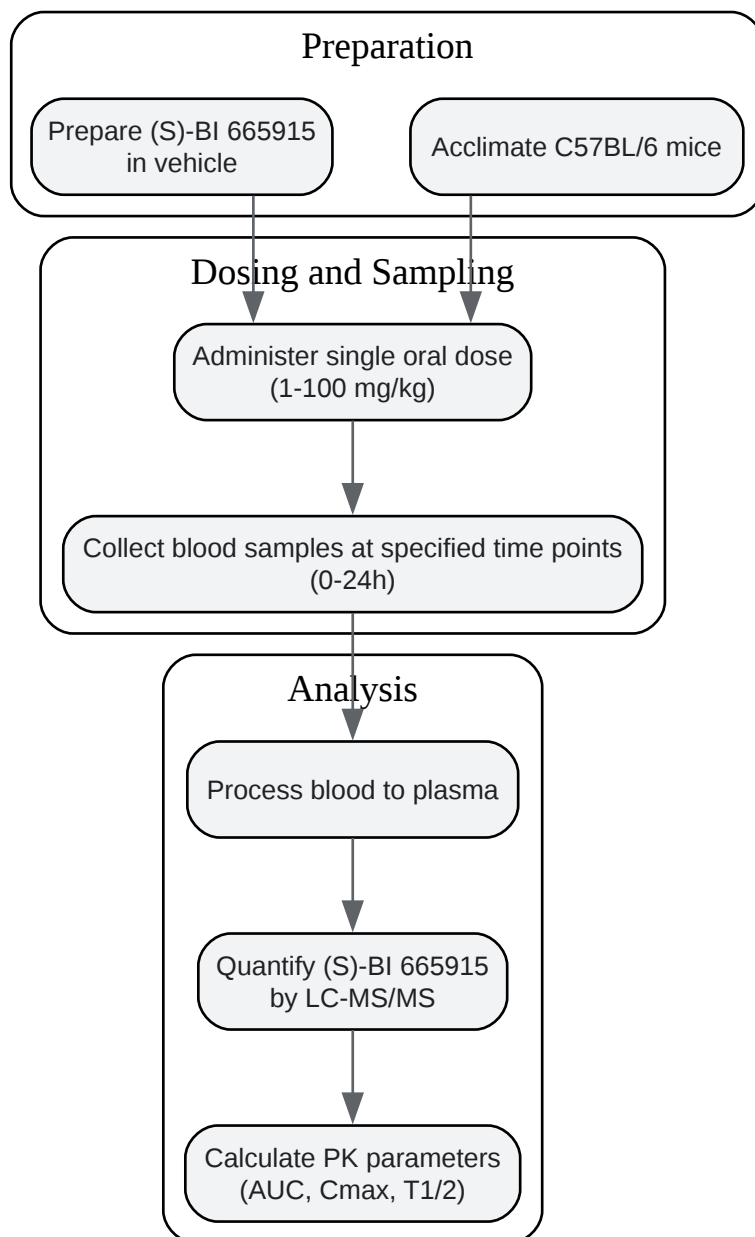 Preparation
Prepare (S)-BI 665915
in vehicle
Acclimate C57BL/6 mice
Dosing and Sampling
Administer single oral dose
(1-100 mg/kg)
Collect blood samples at specified time points
(0-24h)
Analysis
Process blood to plasma
Quantify (S)-BI 665915
by LC-MS/MS
Calculate PK parameters
(AUC, Cmax, T1/2)